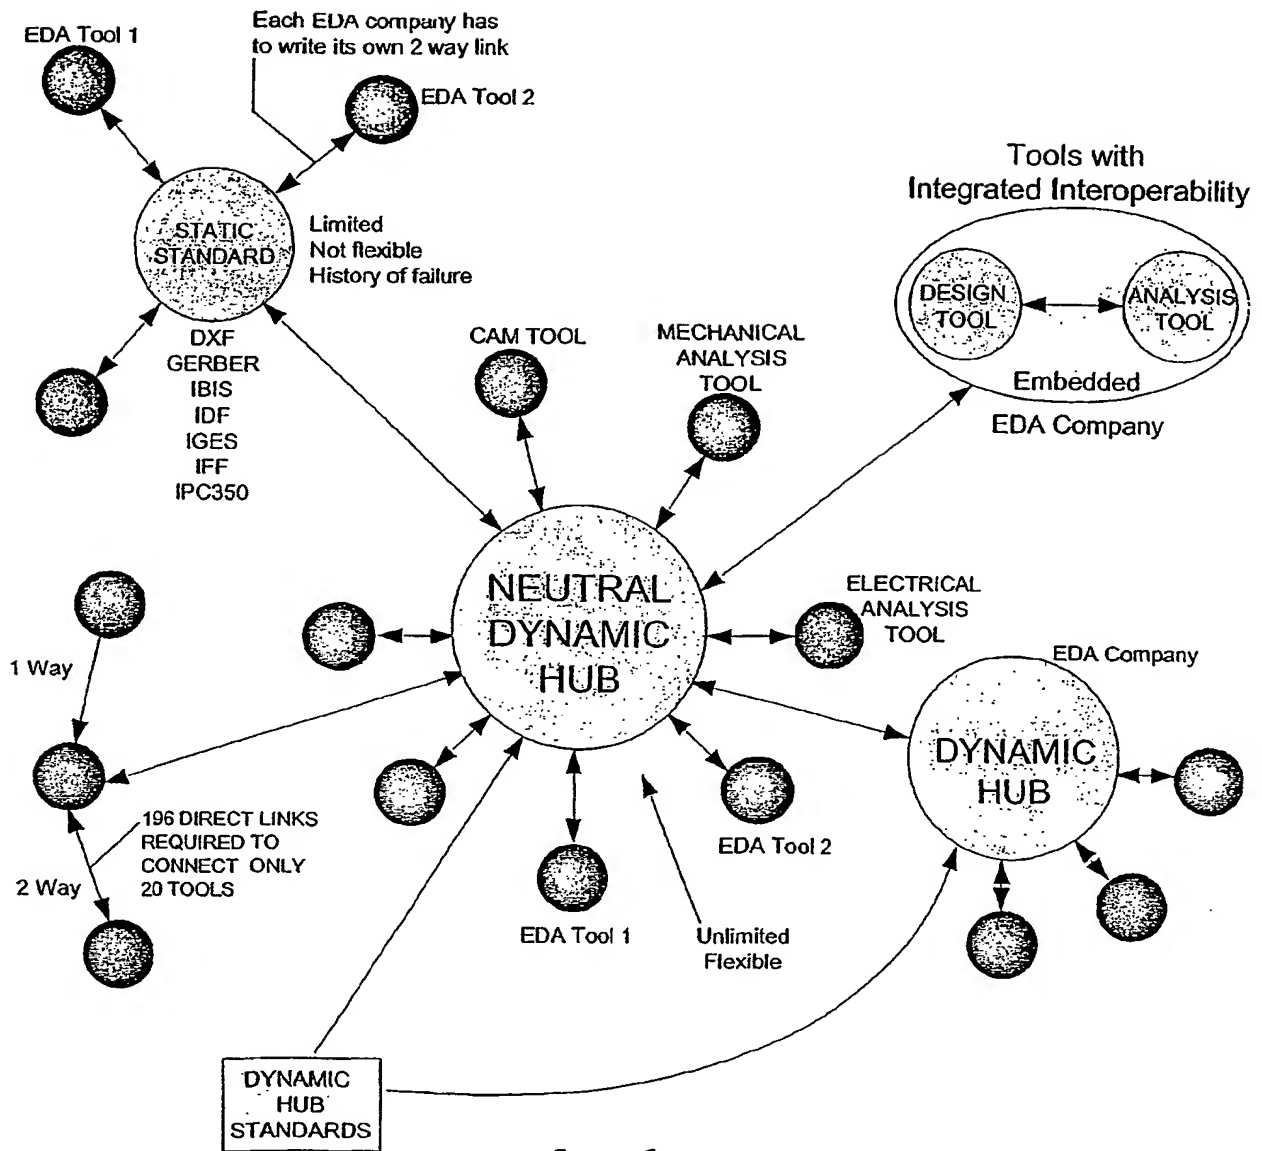 EDA Tool 1
Each EDA company has
to write its own 2 way link
EDA Tool 2
STATIC
STANDARD
Limited
Not flexible
History of failure
DXF
GERBER
IBIS
IDF
IGES
IFF
IPC350
Tools with
Integrated Interoperability
DESIGN
TOOL
ANALYSIS
TOOL
Embedded
EDA Company
CAM TOOL
MECHANICAL
ANALYSIS
TOOL
NEUTRAL
DYNAMIC
HUB
ELECTRICAL
ANALYSIS
TOOL
1 Way
2 Way
196 DIRECT LINKS
REQUIRED TO
CONNECT ONLY
20 TOOLS
EDA Company
DYNAMIC
HUB
EDA Tool 2
EDA Tool 1
Unlimited
Flexible
DYNAMIC
HUB
STANDARDS